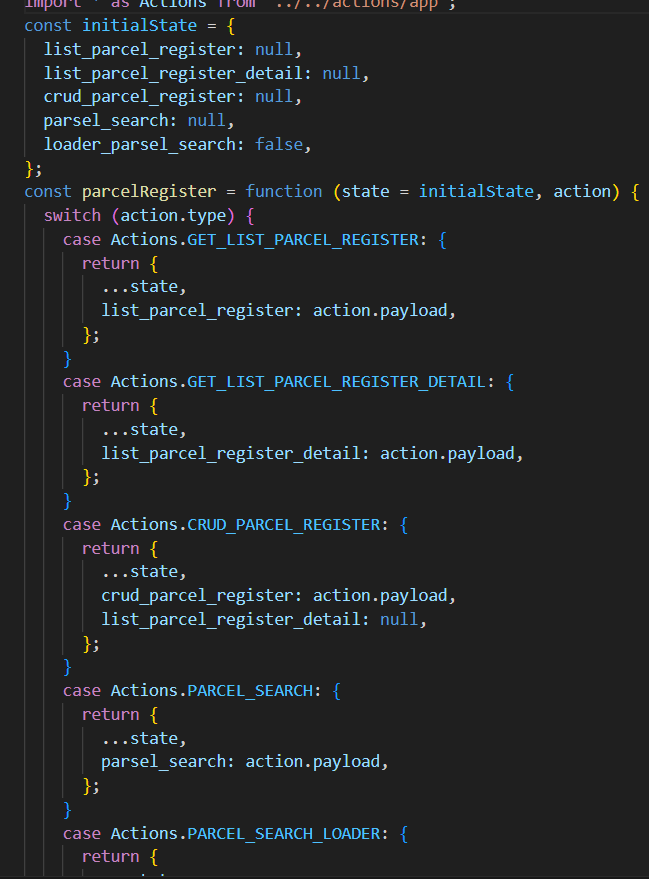 import * as Actions from "../../actions/app";
const initialState = {
  list_parcel_register: null,
  list_parcel_register_detail: null,
  crud_parcel_register: null,
  parsel_search: null,
  loader_parsel_search: false,
};
const parcelRegister = function (state = initialState, action) {
  switch (action.type) {
    case Actions.GET_LIST_PARCEL_REGISTER: {
      return {
        ...state,
        list_parcel_register: action.payload,
      };
    }
    case Actions.GET_LIST_PARCEL_REGISTER_DETAIL: {
      return {
        ...state,
        list_parcel_register_detail: action.payload,
      };
    }
    case Actions.CRUD_PARCEL_REGISTER: {
      return {
        ...state,
        crud_parcel_register: action.payload,
        list_parcel_register_detail: null,
      };
    }
    case Actions.PARCEL_SEARCH: {
      return {
        ...state,
        parsel_search: action.payload,
      };
    }
    case Actions.PARCEL_SEARCH_LOADER: {
      return {